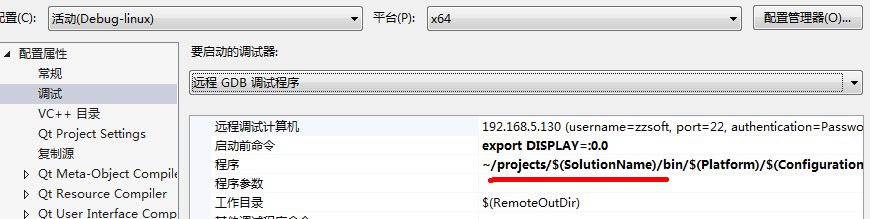 配置(C):
活动(Debug-linux)
平台(P):
x64
配置管理器(O)...
配置属性
常规
调试
VC++ 目录
Qt Project Settings
复制源
Qt Meta-Object Compiler
Qt Resource Compiler
Qt User Interface Comp
要启动的调试器:
远程 GDB 调试程序
远程调试计算机 192.168.5.130 (username=zzsoft, port=22, authentication=Passwo
启动前命令 export DISPLAY=:0.0
程序 ~/projects/$(SolutionName)/bin/$(Platform)/$(Configuration
程序参数
工作目录 $(RemoteOutDir)